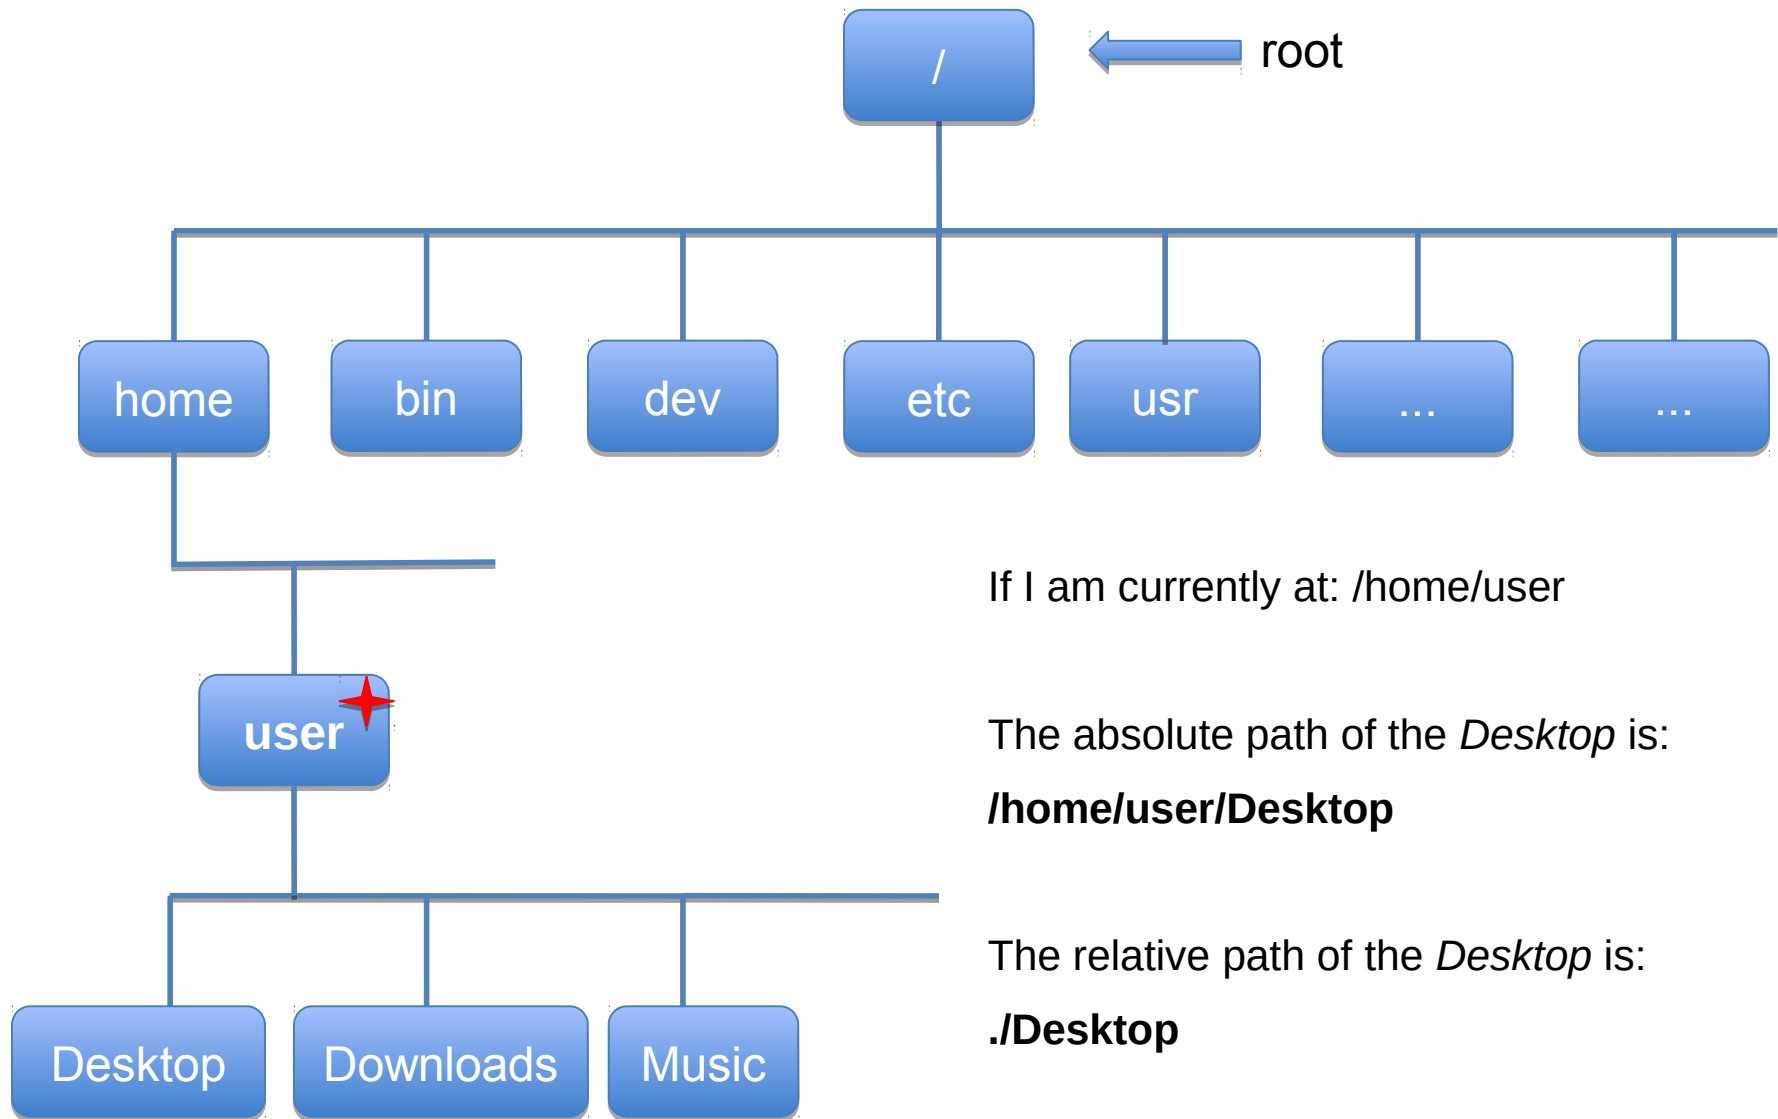 /
root
home
bin
dev
etc
usr
...
...
If I am currently at: /home/user
user
The absolute path of the Desktop is:
/home/user/Desktop
The relative path of the Desktop is:
./Desktop
Desktop
Downloads
Music